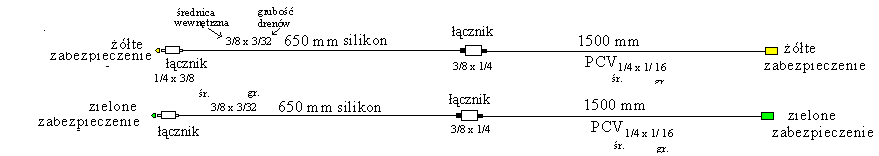 średnica
wewnętrzna
grubość
drenów
żółte
zabezpieczenie
łącznik
1/4 x 3/8
3/8 x 3/32
650 mm silikon
łącznik
3/8 x 1/4
1500 mm
PCV 1/4 x 1/16
śr. gr
żółte
zabezpieczenie
zielone
zabezpieczenie
łącznik
śr. gr.
3/8 x 3/32
650 mm silikon
łącznik
3/8 x 1/4
1500 mm
PCV 1/4 x 1/16
śr. gr.
zielone
zabezpieczenie